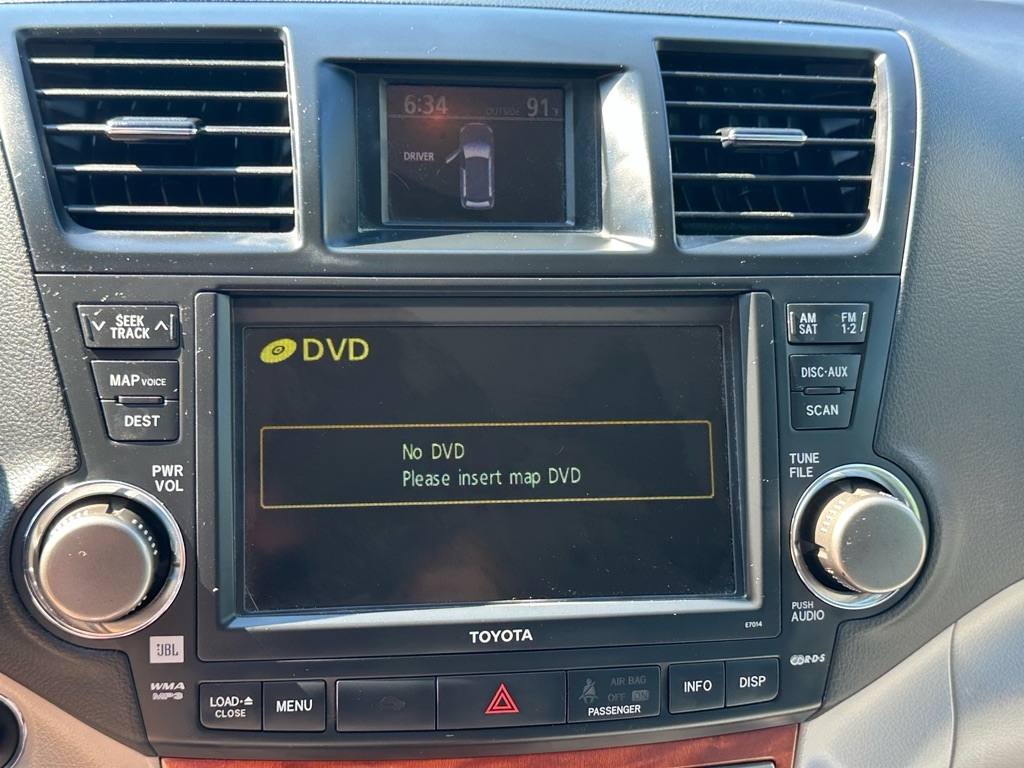 6:34
OUTSIDE 91°F
DRIVER
SEEK
TRACK
MAP VOICE
DEST
PWR
VOL
AM FM
SAT 1·2
DISC·AUX
SCAN
TUNE
FILE
DVD
No DVD
Please insert map DVD
PUSH
AUDIO
TOYOTA
E7014
JBL
WMA
MP3
R·D·S
LOAD·⏏
CLOSE
MENU
AIR BAG
OFF ON
PASSENGER
INFO
DISP